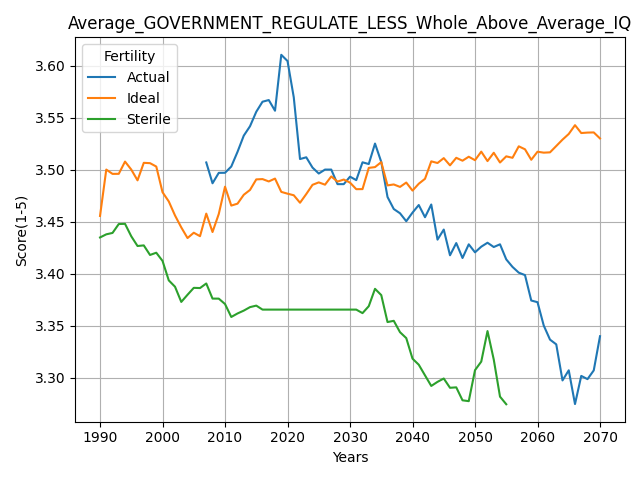 Average_GOVERNMENT_REGULATE_LESS_Whole_Above_Average_IQ
Fertility
Actual
Ideal
Sterile
Score(1-5)
3.60
3.55
3.50
3.45
3.40
3.35
3.30
1990 2000 2010 2020 2030 2040 2050 2060 2070
Years